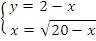 y = 2 − x
x = √20 − x